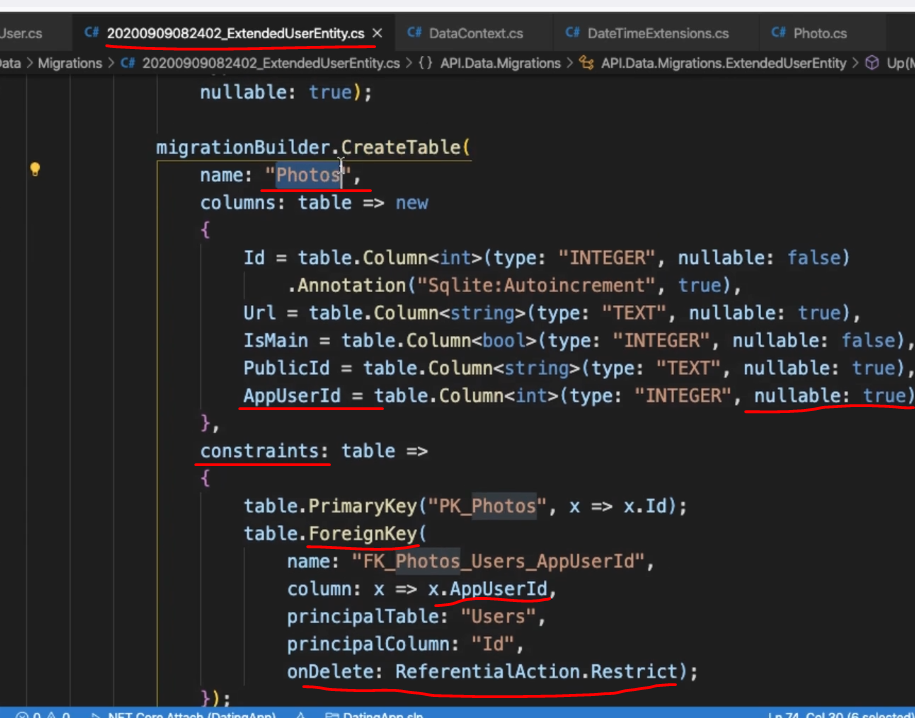 User.cs
C# 20200909082402_ExtendedUserEntity.cs ×
C# DataContext.cs
C# DateTimeExtensions.cs
C# Photo.cs
Data > Migrations > C# 20200909082402_ExtendedUserEntity.cs > {} API.Data.Migrations > API.Data.Migrations.ExtendedUserEntity > Up(M
nullable: true);
migrationBuilder.CreateTable(
name: "Photos",
columns: table => new
{
Id = table.Column<int>(type: "INTEGER", nullable: false)
.Annotation("Sqlite:Autoincrement", true),
Url = table.Column<string>(type: "TEXT", nullable: true),
IsMain = table.Column<bool>(type: "INTEGER", nullable: false),
PublicId = table.Column<string>(type: "TEXT", nullable: true),
AppUserId = table.Column<int>(type: "INTEGER", nullable: true)
},
constraints: table =>
{
table.PrimaryKey("PK_Photos", x => x.Id);
table.ForeignKey(
name: "FK_Photos_Users_AppUserId",
column: x => x.AppUserId,
principalTable: "Users",
principalColumn: "Id",
onDelete: ReferentialAction.Restrict);
});
0 0 .NET Core Attach (DatingApp) DatingApp.sln Ln 74, Col 30 (6 selected)